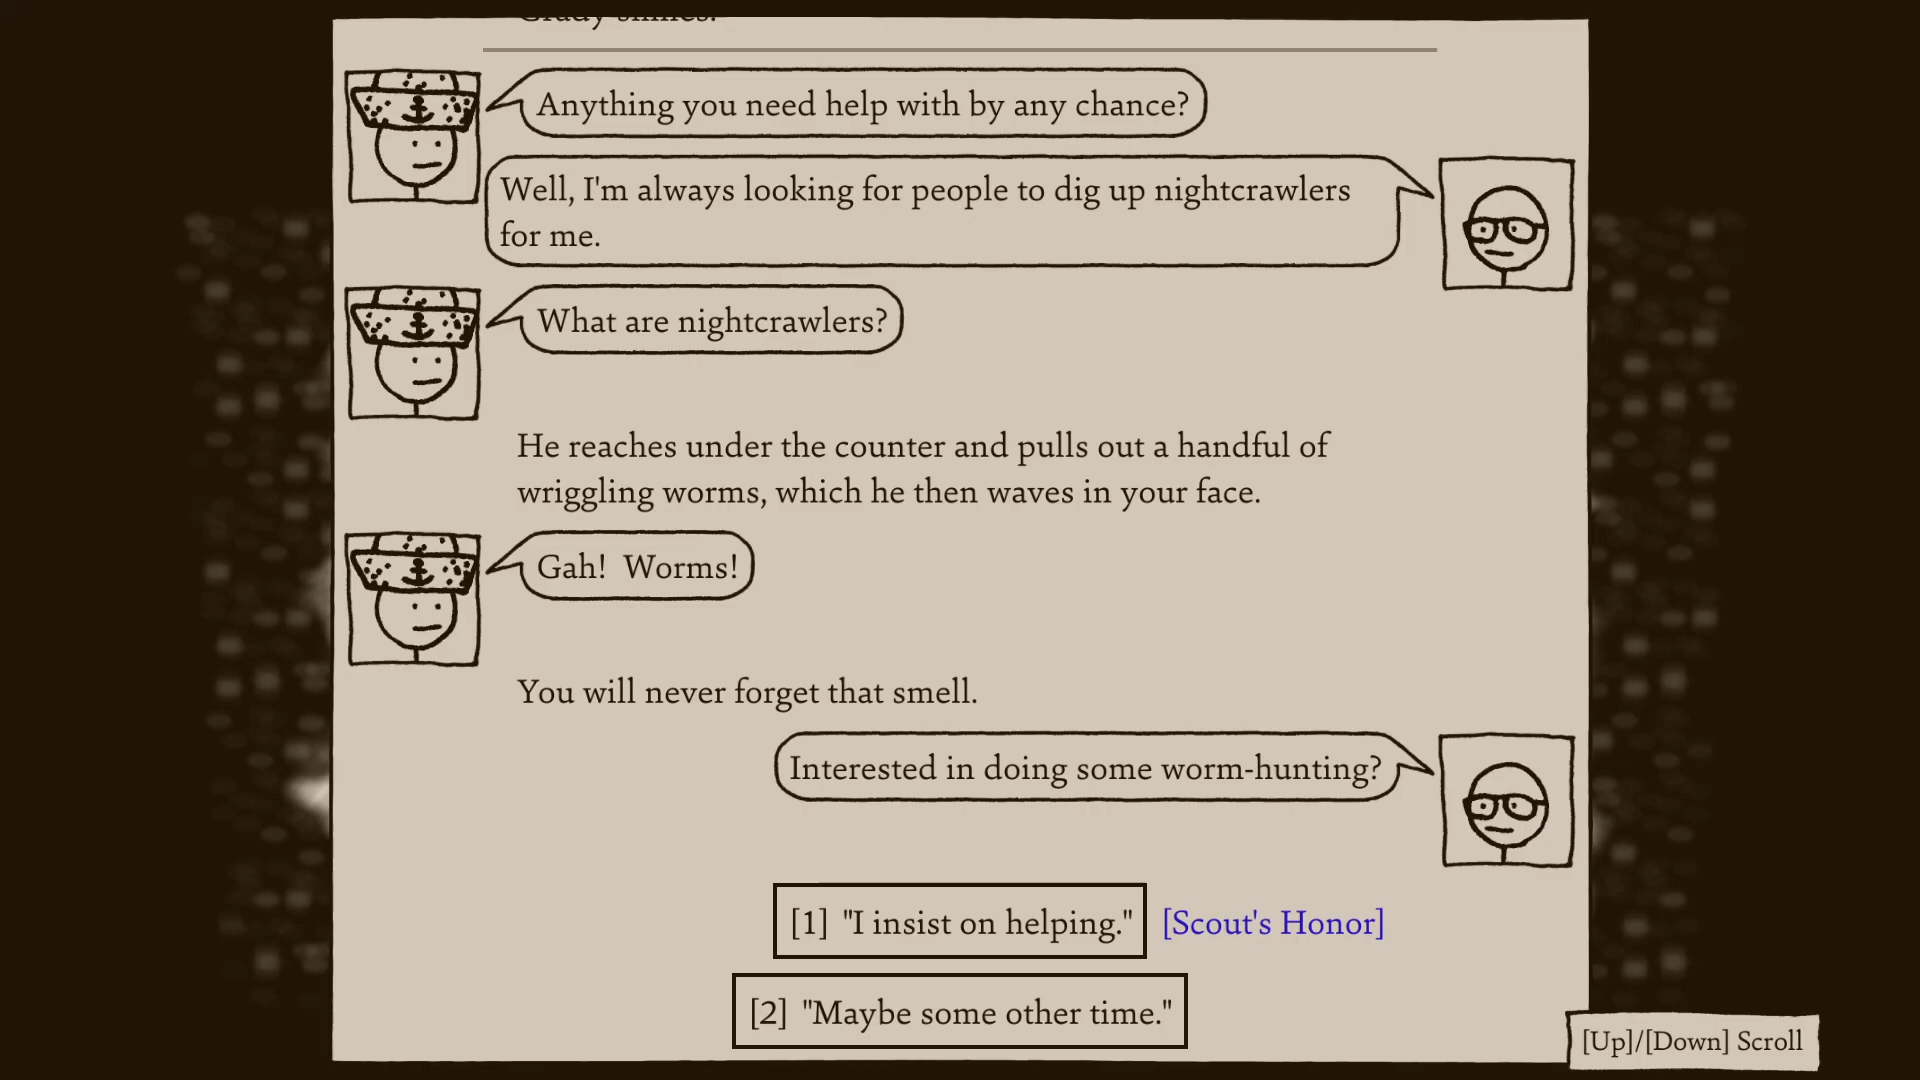 Anything you need help with by any chance?
Well, I'm always looking for people to dig up nightcrawlers
for me.
What are nightcrawlers?
He reaches under the counter and pulls out a handful of
wriggling worms, which he then waves in your face.
Gah!  Worms!
You will never forget that smell.
Interested in doing some worm-hunting?
[1] "I insist on helping." [Scout's Honor]
[2] "Maybe some other time."
[Up]/[Down] Scroll